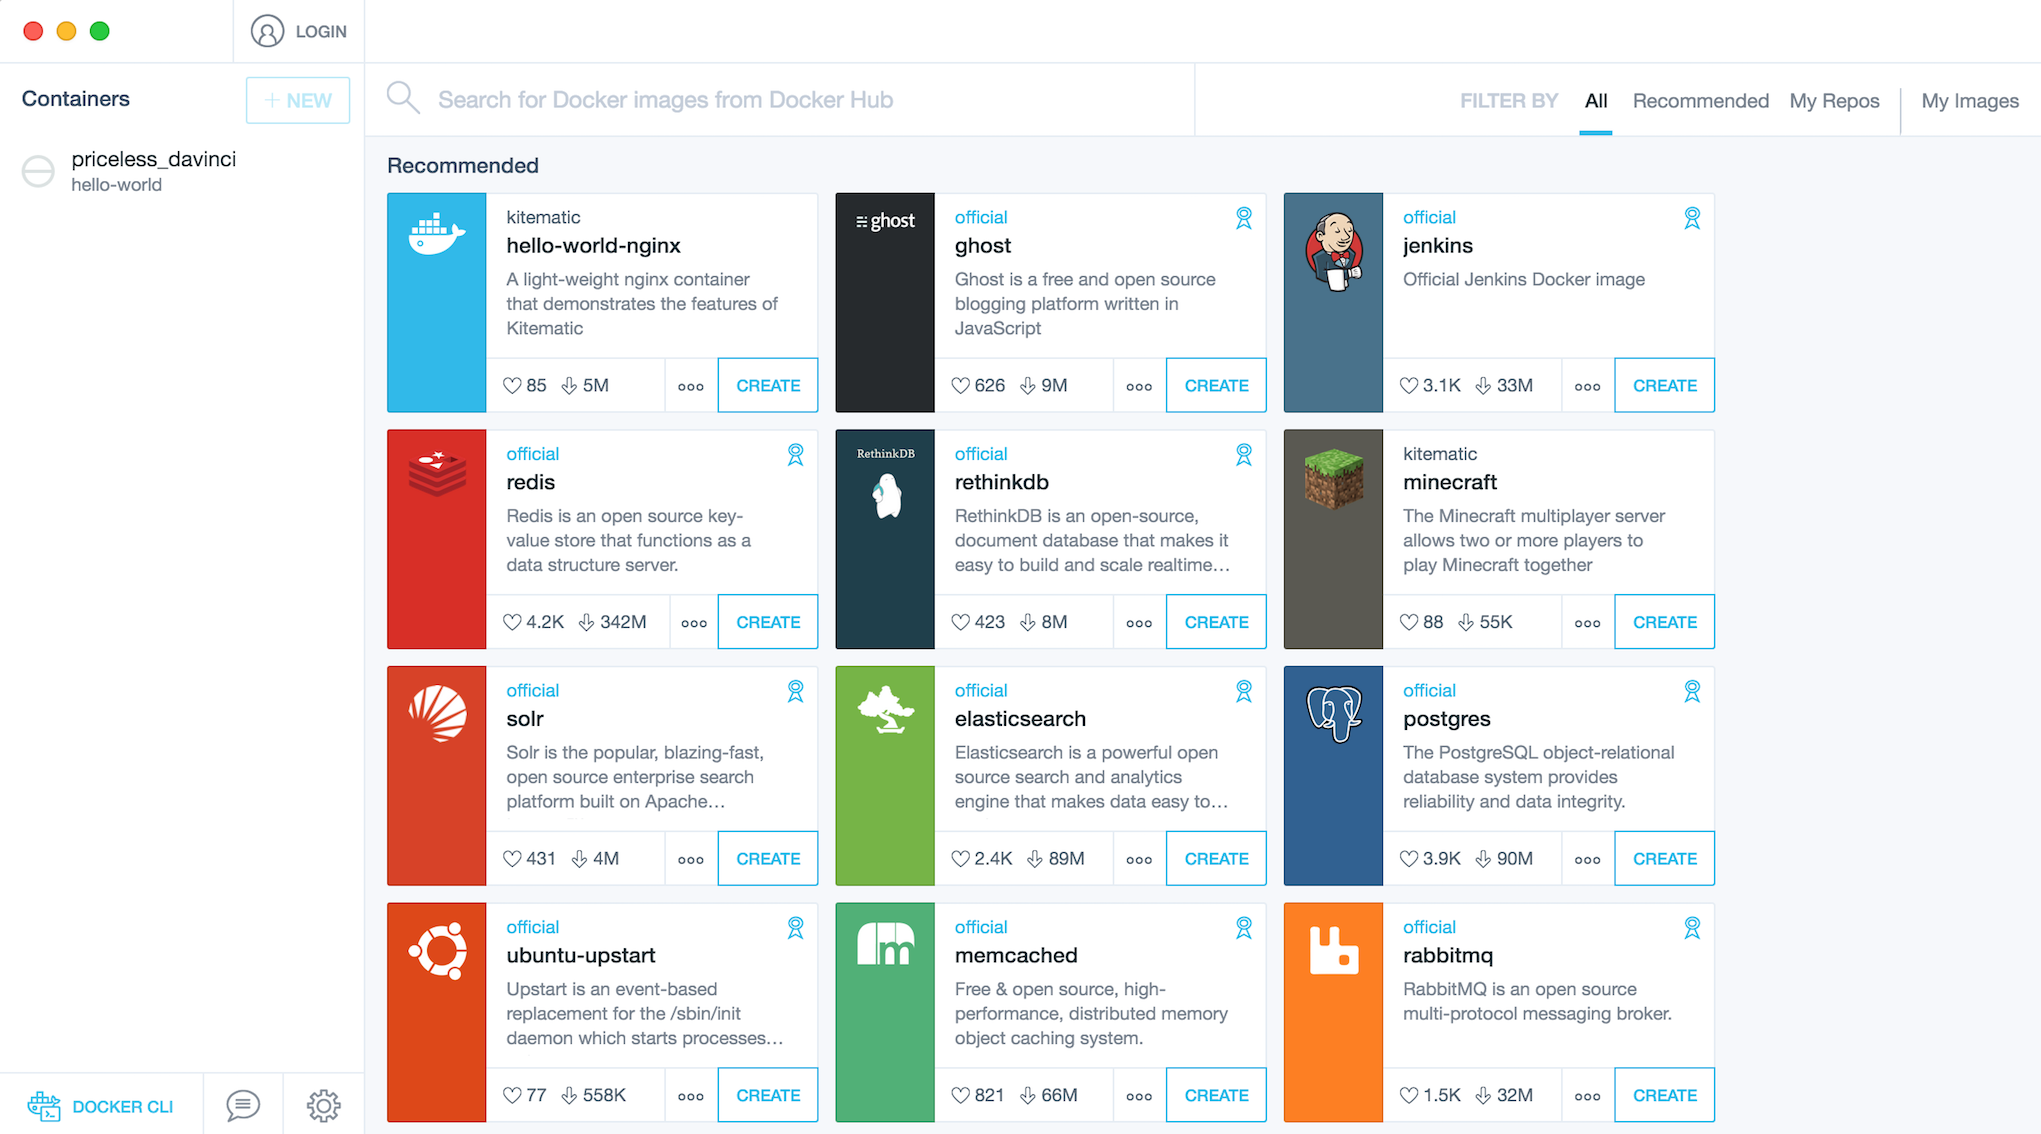 LOGIN
Containers
+ NEW
Search for Docker images from Docker Hub
FILTER BY All Recommended My Repos My Images
priceless_davinci
hello-world
Recommended
kitematic
hello-world-nginx
A light-weight nginx container
that demonstrates the features of
Kitematic
85 5M
CREATE
ghost
official
ghost
Ghost is a free and open source
blogging platform written in
JavaScript
626 9M
CREATE
official
jenkins
Official Jenkins Docker image
3.1K 33M
CREATE
official
redis
Redis is an open source key-
value store that functions as a
data structure server.
4.2K 342M
CREATE
RethinkDB
official
rethinkdb
RethinkDB is an open-source,
document database that makes it
easy to build and scale realtime…
423 8M
CREATE
kitematic
minecraft
The Minecraft multiplayer server
allows two or more players to
play Minecraft together
88 55K
CREATE
official
solr
Solr is the popular, blazing-fast,
open source enterprise search
platform built on Apache…
431 4M
CREATE
official
elasticsearch
Elasticsearch is a powerful open
source search and analytics
engine that makes data easy to…
2.4K 89M
CREATE
official
postgres
The PostgreSQL object-relational
database system provides
reliability and data integrity.
3.9K 90M
CREATE
official
ubuntu-upstart
Upstart is an event-based
replacement for the /sbin/init
daemon which starts processes…
77 558K
CREATE
m
official
memcached
Free & open source, high-
performance, distributed memory
object caching system.
821 66M
CREATE
official
rabbitmq
RabbitMQ is an open source
multi-protocol messaging broker.
1.5K 32M
CREATE
DOCKER CLI